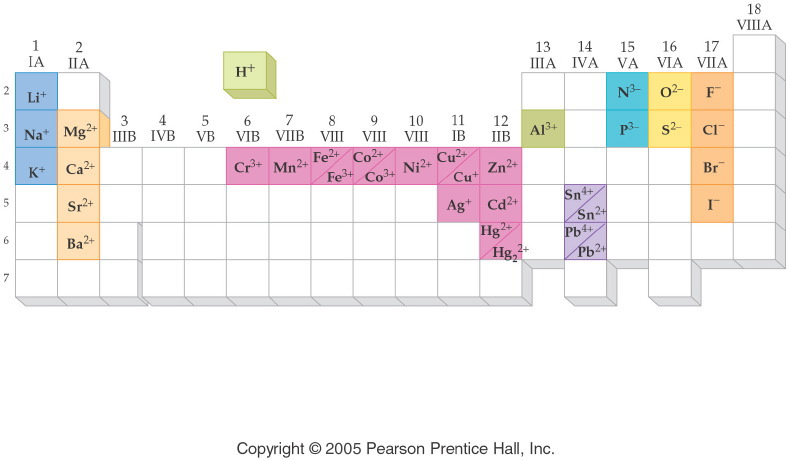 18
VIIIA
1
IA
2
IIA
H⁺
13
IIIA
14
IVA
15
VA
16
VIA
17
VIIA
2 Li⁺ N³⁻ O²⁻ F⁻
3 Na⁺ Mg²⁺ 3 IIIB 4 IVB 5 VB 6 VIB 7 VIIB 8 VIII 9 VIII 10 VIII 11 IB 12 IIB Al³⁺ P³⁻ S²⁻ Cl⁻
4 K⁺ Ca²⁺ Cr³⁺ Mn²⁺ Fe²⁺ Fe³⁺ Co²⁺ Co³⁺ Ni²⁺ Cu²⁺ Cu⁺ Zn²⁺ Br⁻
5 Sr²⁺ Ag⁺ Cd²⁺ Sn⁴⁺ Sn²⁺ I⁻
6 Ba²⁺ Hg²⁺ Hg₂²⁺ Pb⁴⁺ Pb²⁺
7
Copyright © 2005 Pearson Prentice Hall, Inc.